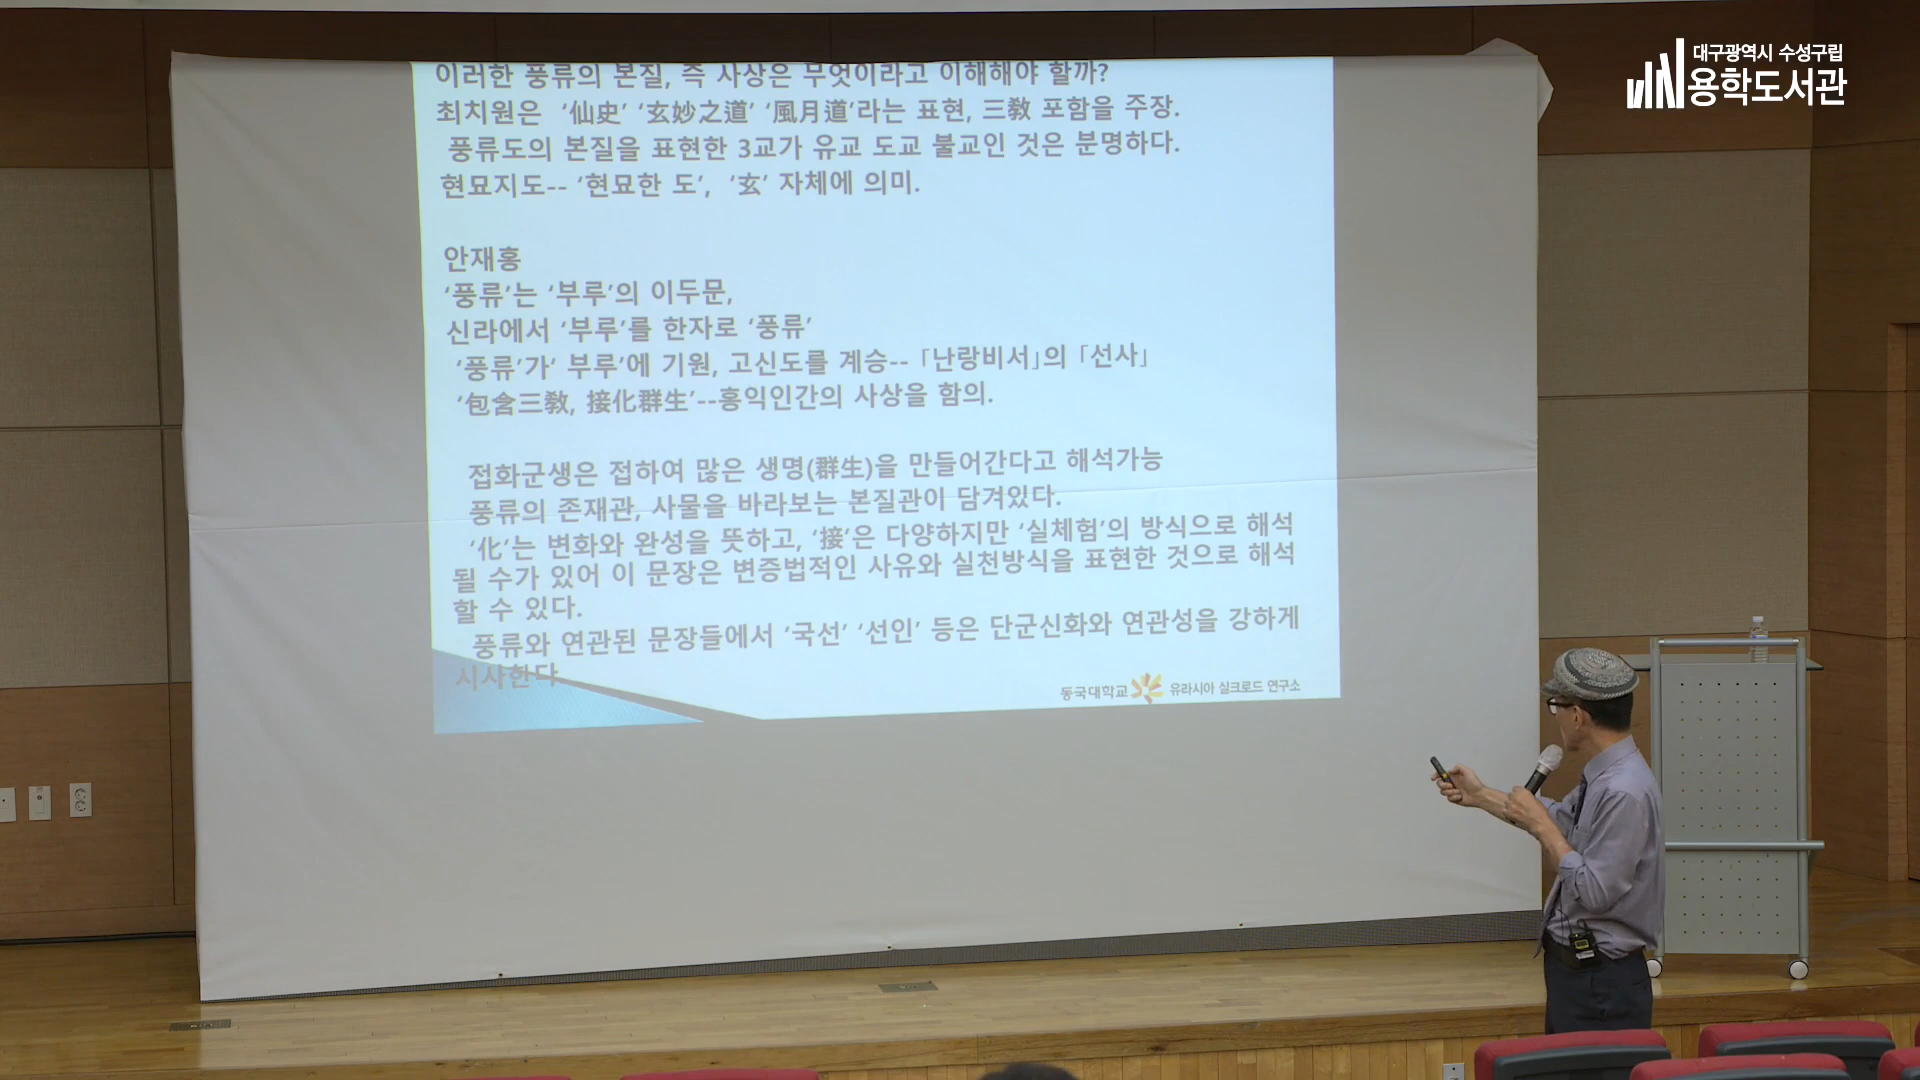 대구광역시 수성구립
용학도서관
이러한 풍류의 본질, 즉 사상은 무엇이라고 이해해야 할까?
최치원은 ‘仙史’ ‘玄妙之道’ ‘風月道’라는 표현, 三敎 포함을 주장.
풍류도의 본질을 표현한 3교가 유교 도교 불교인 것은 분명하다.
현묘지도-- ‘현묘한 도’, ‘玄’ 자체에 의미.
안재홍
‘풍류’는 ‘부루’의 이두문,
신라에서 ‘부루’를 한자로 ‘풍류’
‘풍류’가‘ 부루’에 기원, 고신도를 계승-- 「난랑비서」의 「선사」
‘包含三敎, 接化群生’--홍익인간의 사상을 함의.
접화군생은 접하여 많은 생명(群生)을 만들어간다고 해석가능
풍류의 존재관, 사물을 바라보는 본질관이 담겨있다.
‘化’는 변화와 완성을 뜻하고, ‘接’은 다양하지만 ‘실체험’의 방식으로 해석
될 수가 있어 이 문장은 변증법적인 사유와 실천방식을 표현한 것으로 해석
할 수 있다.
풍류와 연관된 문장들에서 ‘국선’ ‘선인’ 등은 단군신화와 연관성을 강하게
시사한다
동국대학교 유라시아 실크로드 연구소